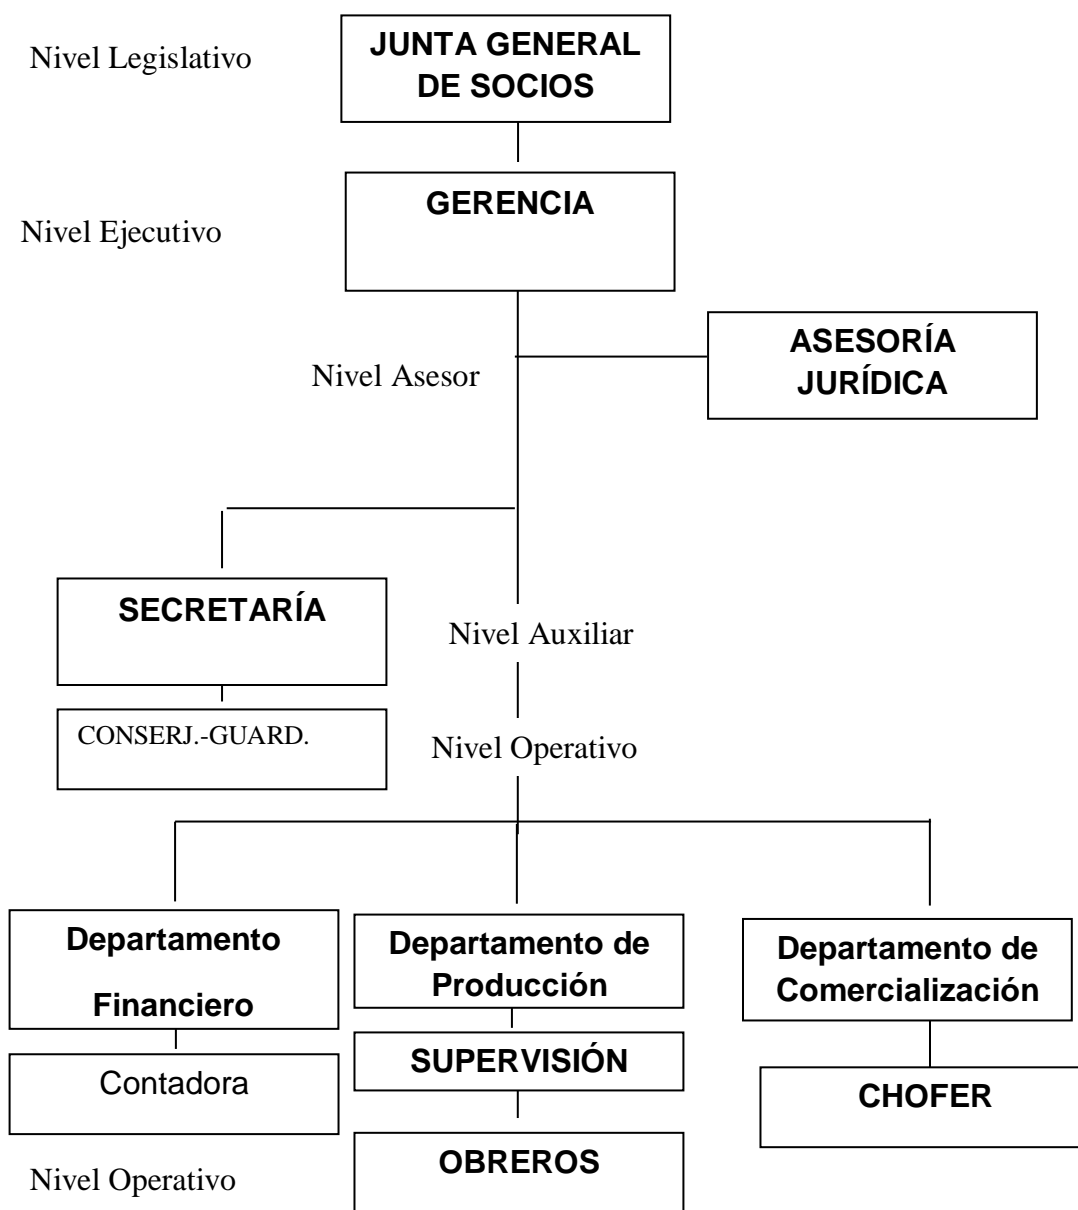 JUNTA GENERAL
DE SOCIOS
Nivel Legislativo
GERENCIA
Nivel Ejecutivo
ASESORÍA
JURÍDICA
Nivel Asesor
SECRETARÍA
Nivel Auxiliar
CONSERJ.-GUARD.
Nivel Operativo
Departamento
Financiero
Departamento de
Producción
Departamento de
Comercialización
Contadora
SUPERVISIÓN
CHOFER
OBREROS
Nivel Operativo